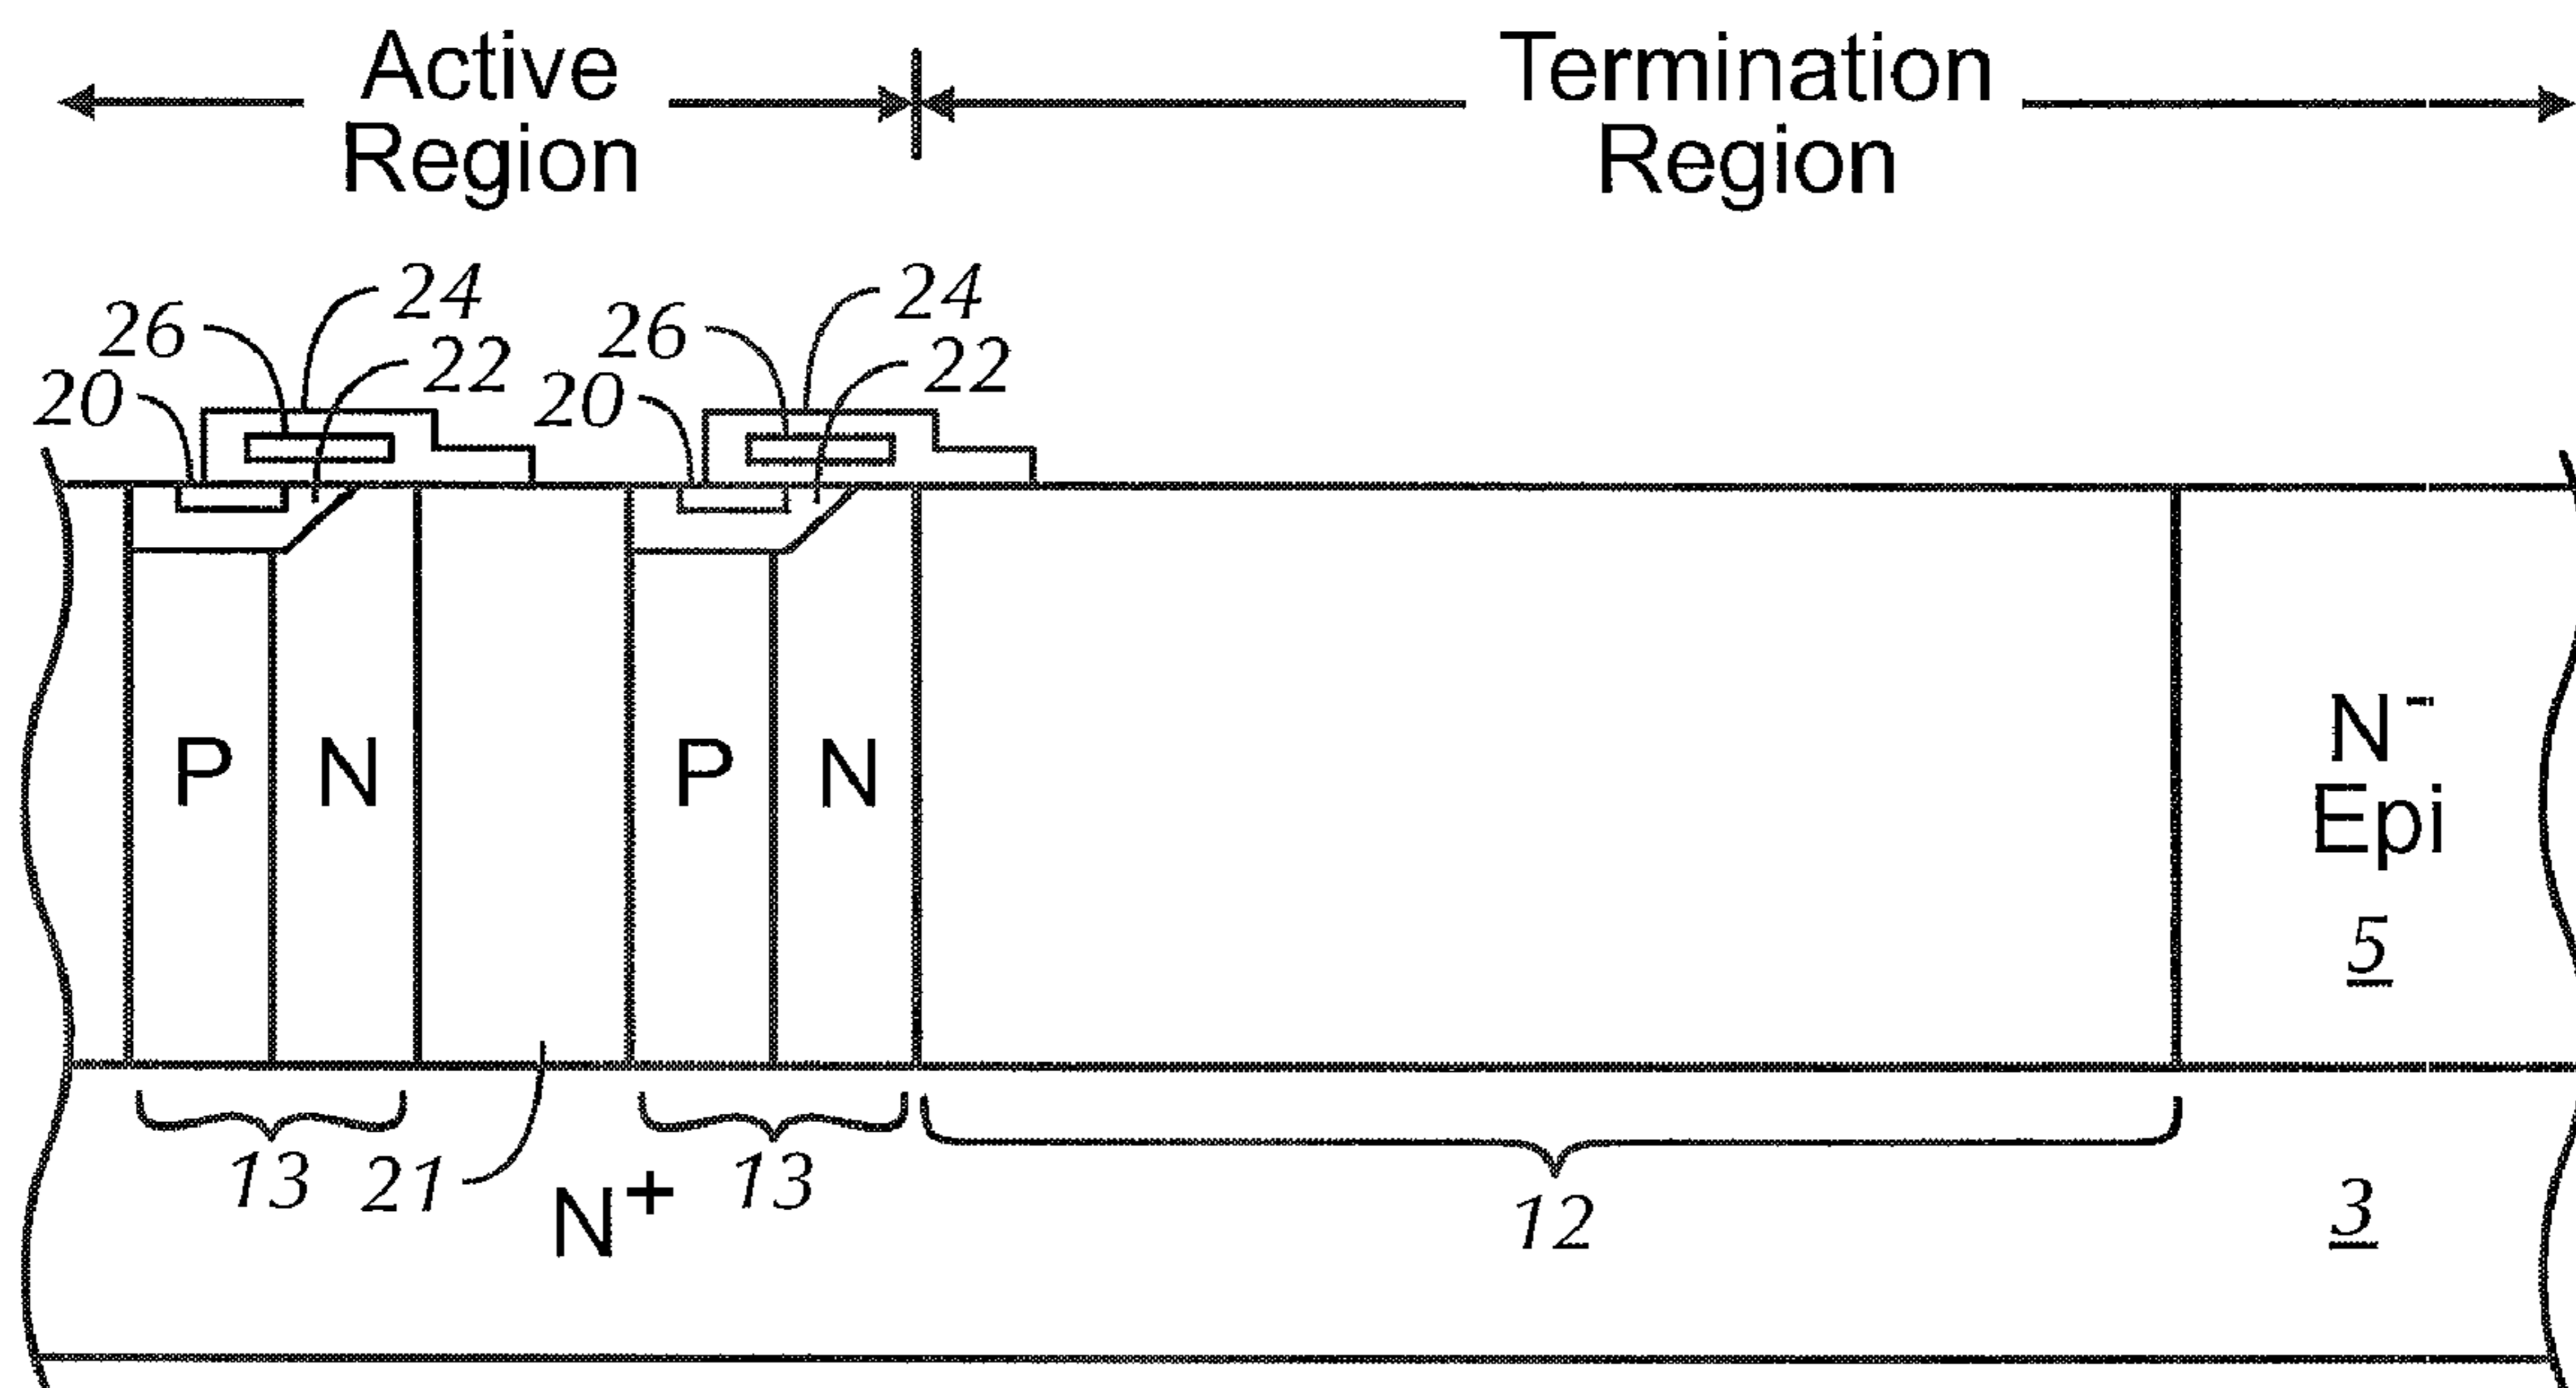 Active
Region
Termination
Region
24
24
26
22
26
22
20
20
P
N
P
N
N⁻
Epi
5
13
21
13
N⁺
12
3